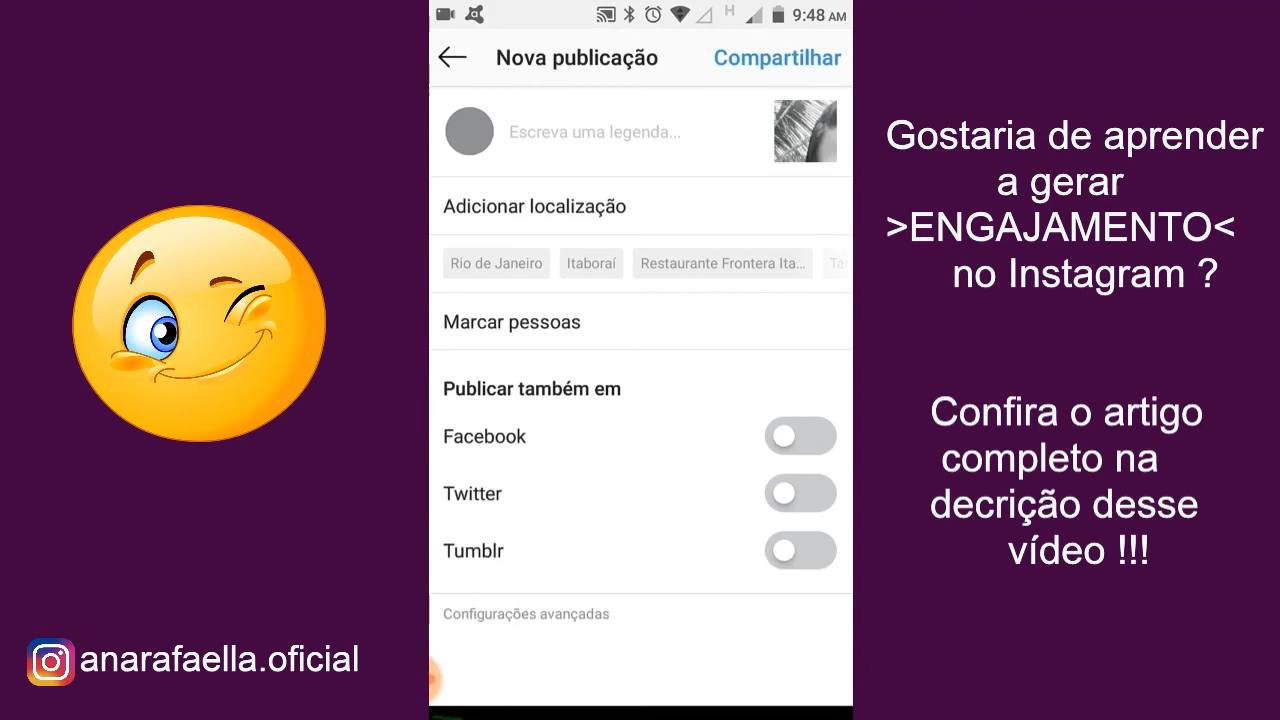 H 9:48 AM
Nova publicação Compartilhar
Escreva uma legenda...
Adicionar localização
Rio de Janeiro Itaboraí Restaurante Frontera Ita...
Marcar pessoas
Publicar também em
Facebook
Twitter
Tumblr
Configurações avançadas
Gostaria de aprender
a gerar
>ENGAJAMENTO<
no Instagram ?
Confira o artigo
completo na
decrição desse
vídeo !!!
anarafaella.oficial